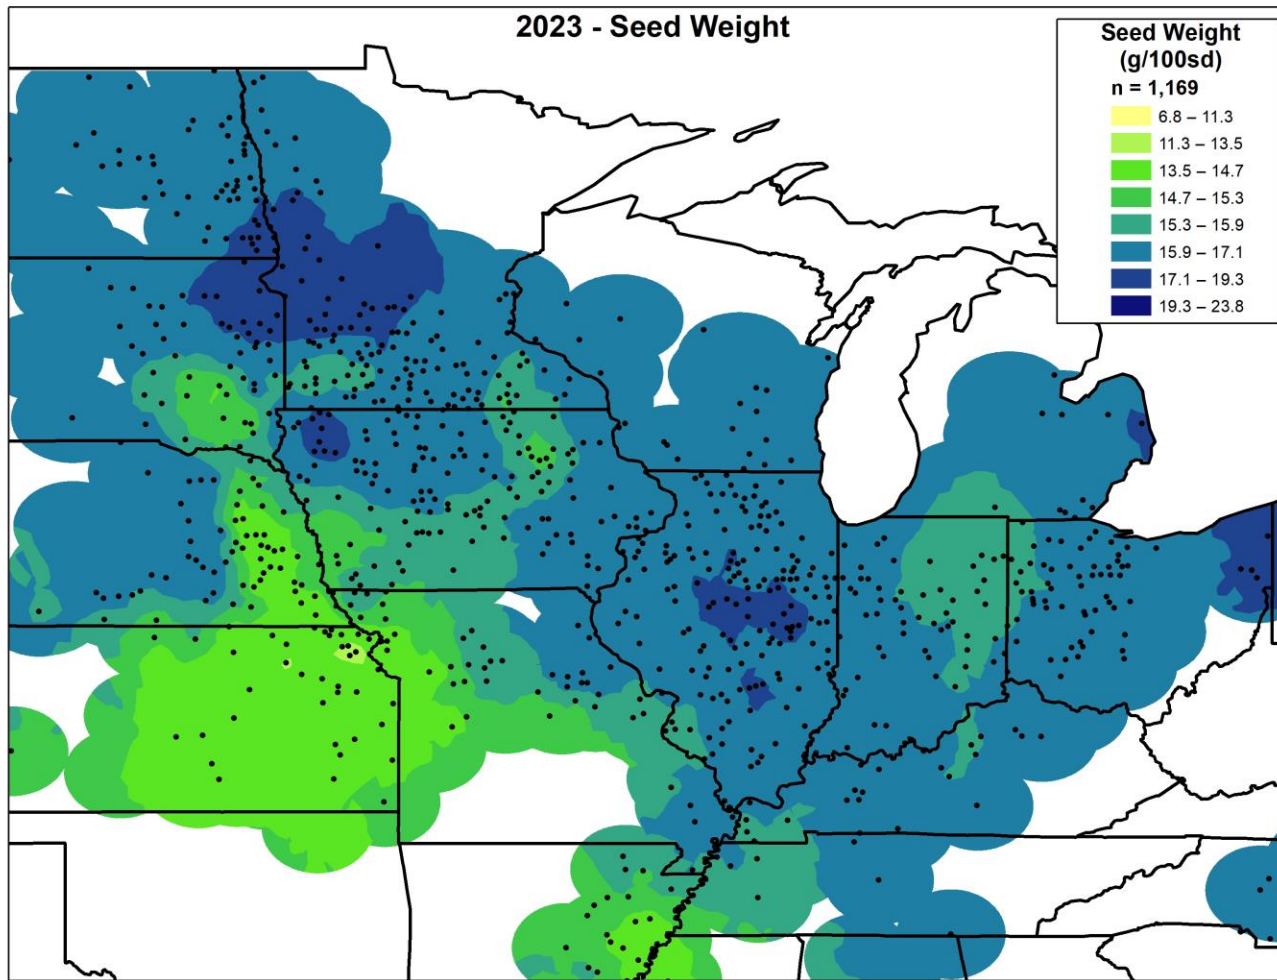 2023 - Seed Weight
Seed Weight
(g/100sd)
n = 1,169
6.8 – 11.3
11.3 – 13.5
13.5 – 14.7
14.7 – 15.3
15.3 – 15.9
15.9 – 17.1
17.1 – 19.3
19.3 – 23.8